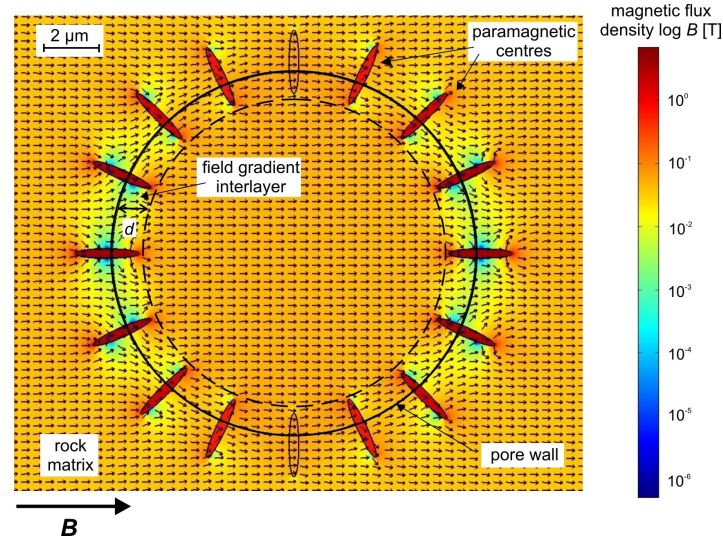 magnetic flux
density log B [T]
2 μm
paramagnetic
centres
10⁰
10⁻¹
field gradient
interlayer
d
10⁻²
10⁻³
10⁻⁴
10⁻⁵
10⁻⁶
rock
matrix
pore wall
B